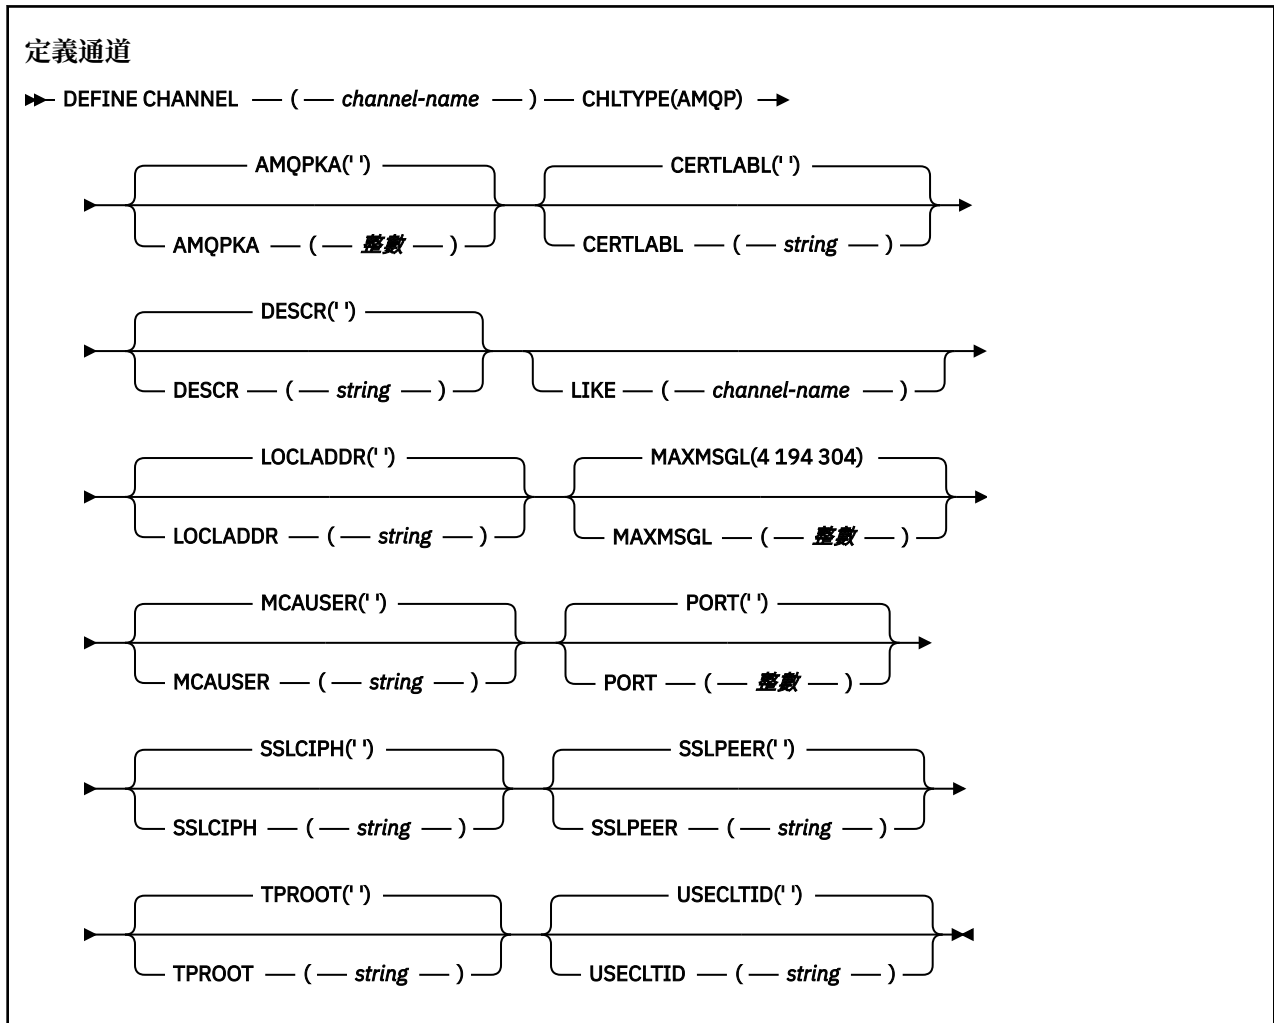 定義通道
DEFINE CHANNEL ( channel-name ) CHLTYPE(AMQP)
AMQPKA(' ') CERTLABL(' ')
AMQPKA ( 整數 ) CERTLABL ( string )
DESCR(' ')
DESCR ( string ) LIKE ( channel-name )
LOCLADDR(' ') MAXMSGL(4 194 304)
LOCLADDR ( string ) MAXMSGL ( 整數 )
MCAUSER(' ') PORT(' ')
MCAUSER ( string ) PORT ( 整數 )
SSLCIPH(' ') SSLPEER(' ')
SSLCIPH ( string ) SSLPEER ( string )
TPROOT(' ') USECLTID(' ')
TPROOT ( string ) USECLTID ( string )